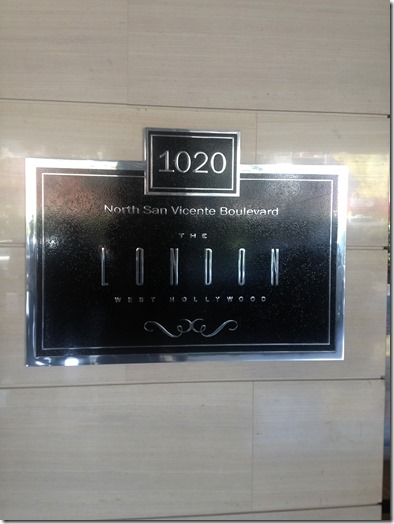 1020
North San Vicente Boulevard
THE
LONDON
WEST HOLLYWOOD